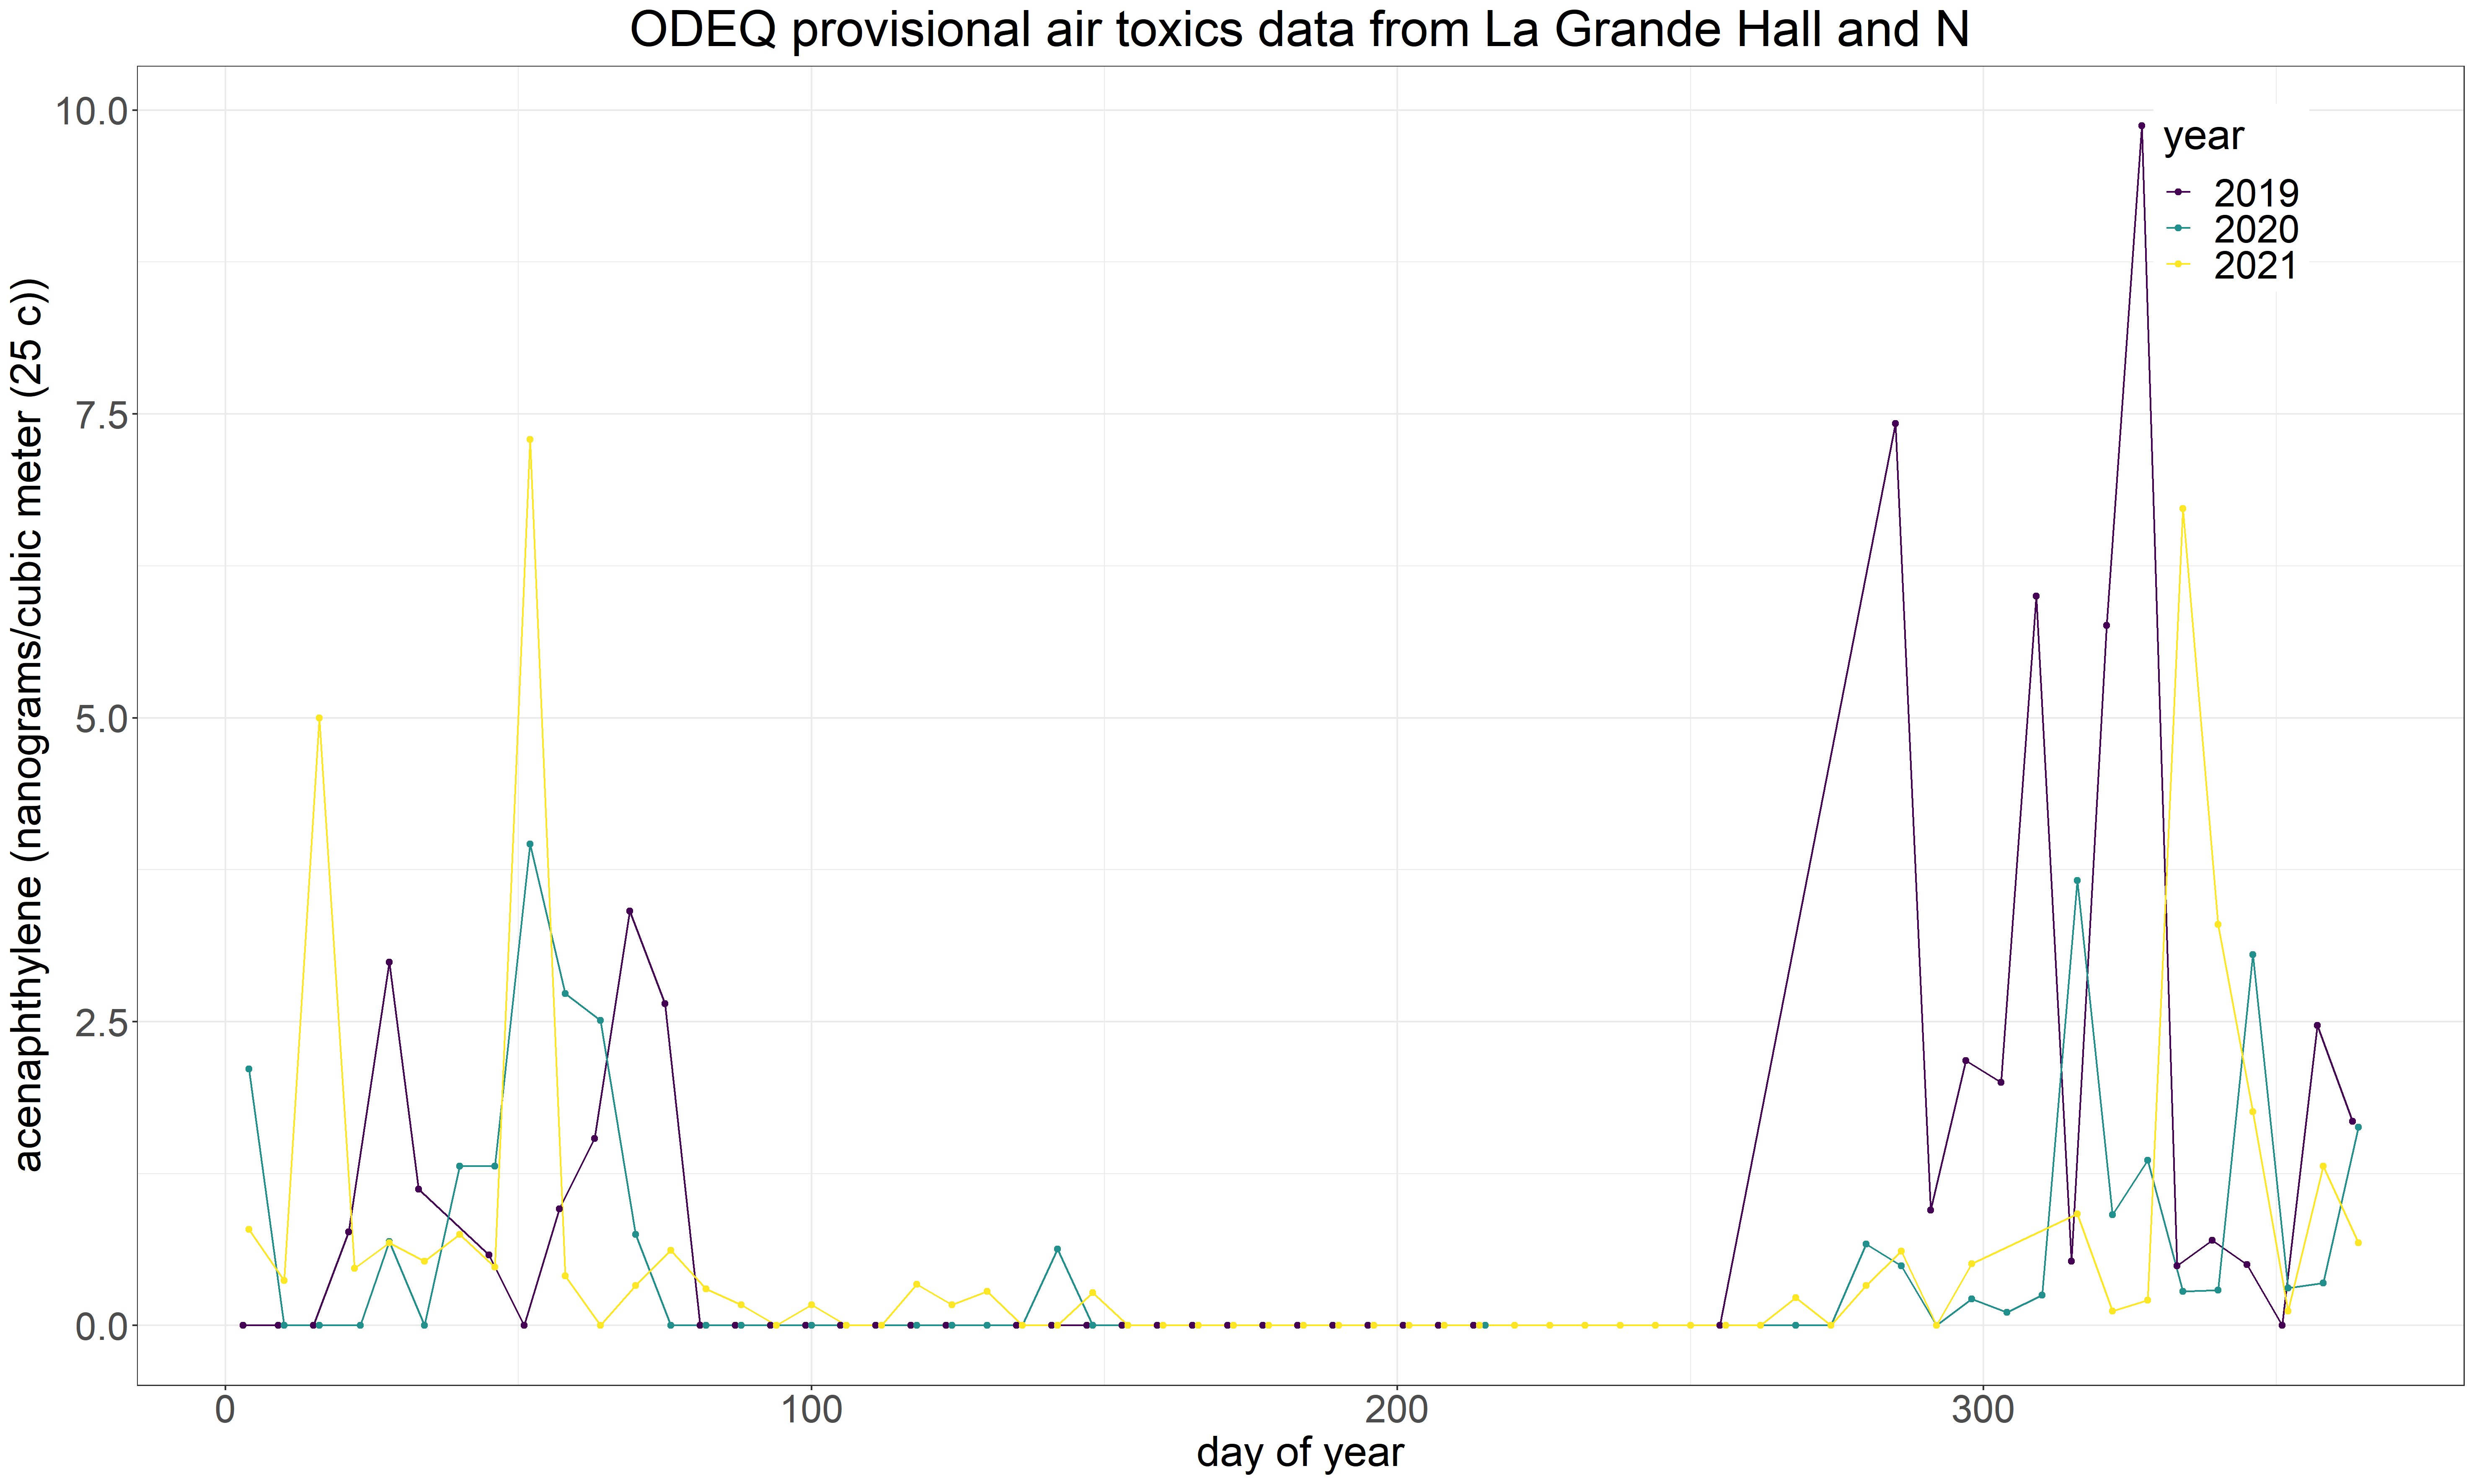 ODEQ provisional air toxics data from La Grande Hall and N
10.0
7.5
5.0
2.5
0.0
acenaphthylene (nanograms/cubic meter (25 c))
year
2019
2020
2021
0 100 200 300
day of year